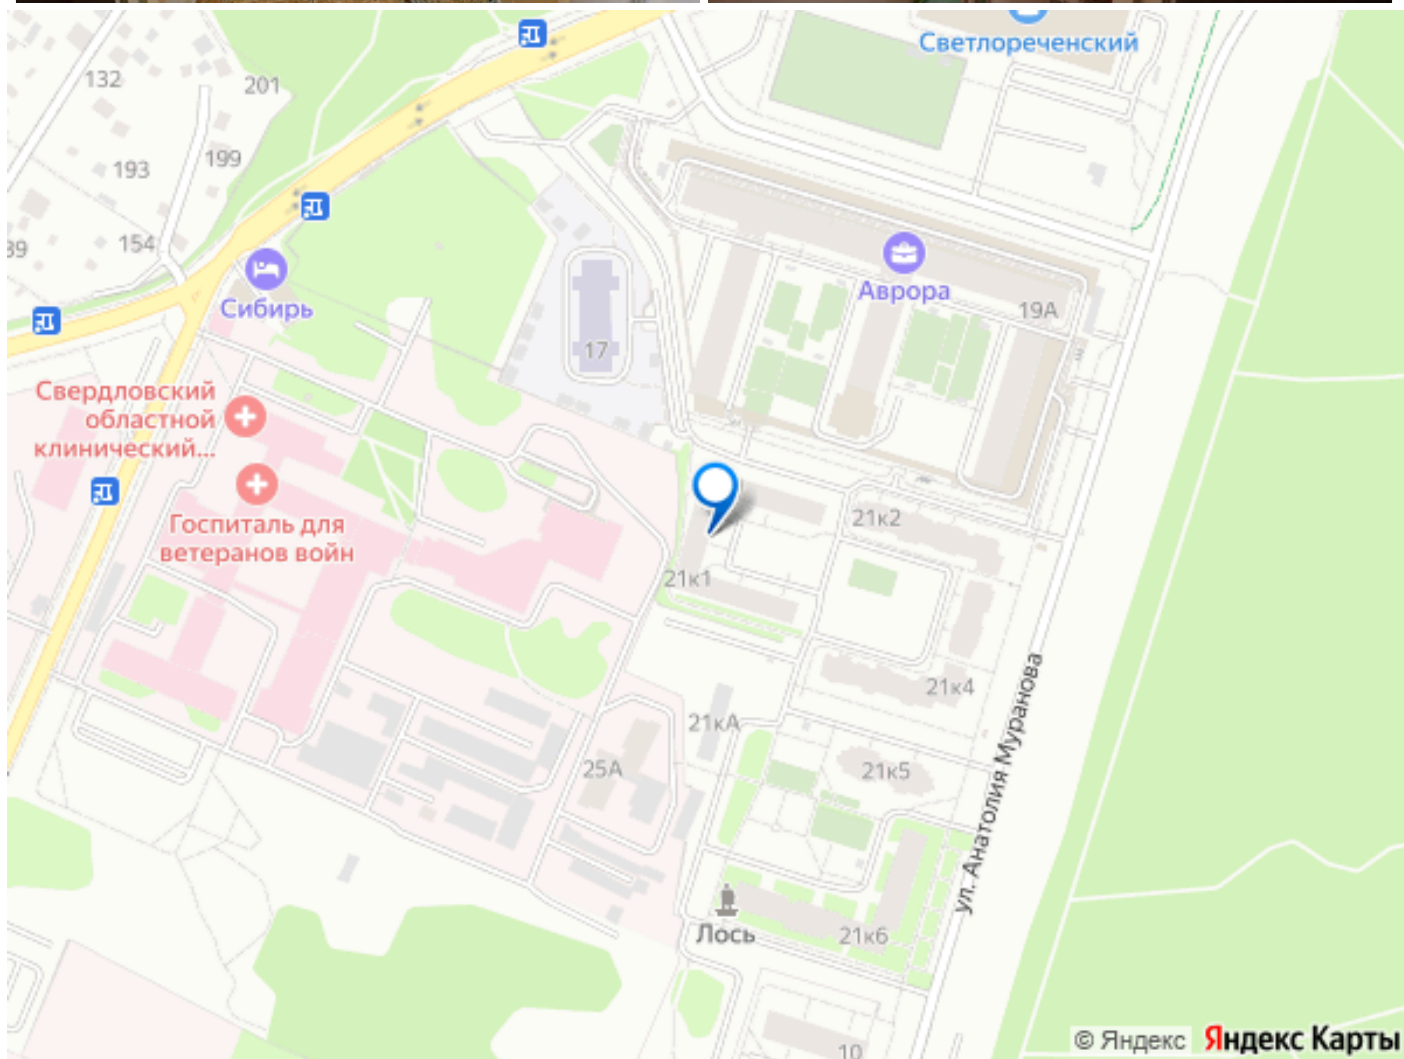 Светлореченский
132
201
193
199
39
154
Сибирь
Аврора
19А
17
Свердловский
областной
клинический...
Госпиталь для
ветеранов войн
21к2
21к1
21к4
21кА
25А
21к5
ул. Анатолия Муранова
Лось
21к6
10
© Яндекс Яндекс Карты